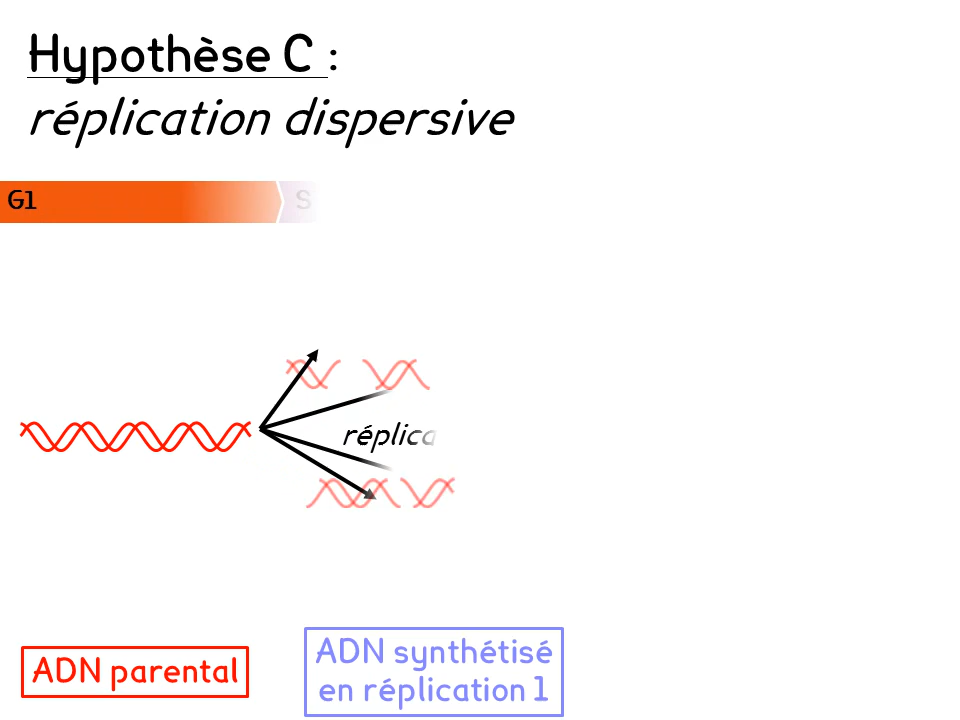 Hypothèse C :
réplication dispersive
G1
S
réplica
ADN parental
ADN synthétisé
en réplication 1